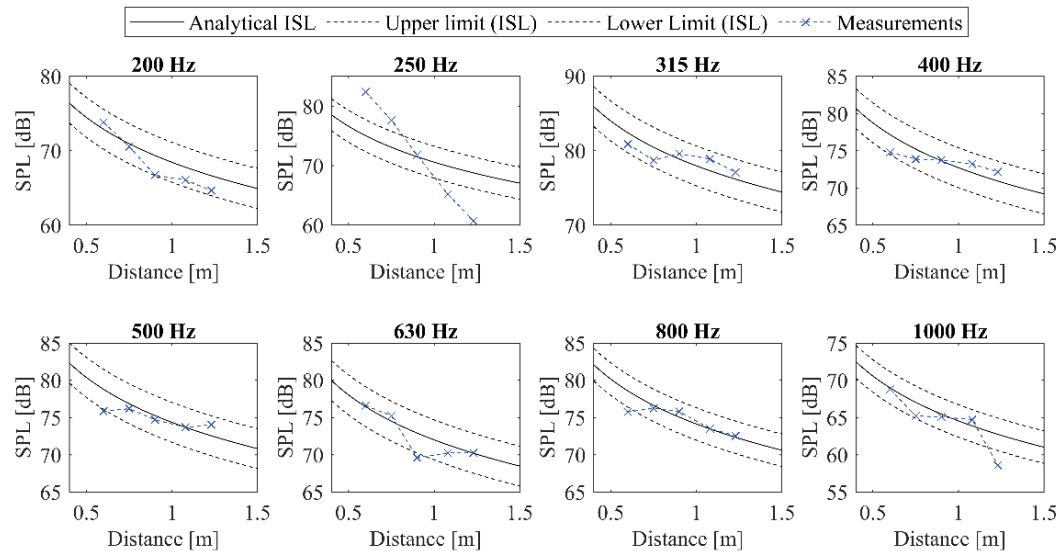 Analytical ISL Upper limit (ISL) Lower Limit (ISL) Measurements
200 Hz 250 Hz 315 Hz 400 Hz
SPL [dB] 80 70 60
SPL [dB] 80 70 60
SPL [dB] 90 80 70
SPL [dB] 85 80 75 70 65
0.5 1 1.5 0.5 1 1.5 0.5 1 1.5 0.5 1 1.5
Distance [m] Distance [m] Distance [m] Distance [m]
500 Hz 630 Hz 800 Hz 1000 Hz
SPL [dB] 85 80 75 70 65
SPL [dB] 85 80 75 70 65
SPL [dB] 85 80 75 70 65
SPL [dB] 75 70 65 60 55
0.5 1 1.5 0.5 1 1.5 0.5 1 1.5 0.5 1 1.5
Distance [m] Distance [m] Distance [m] Distance [m]